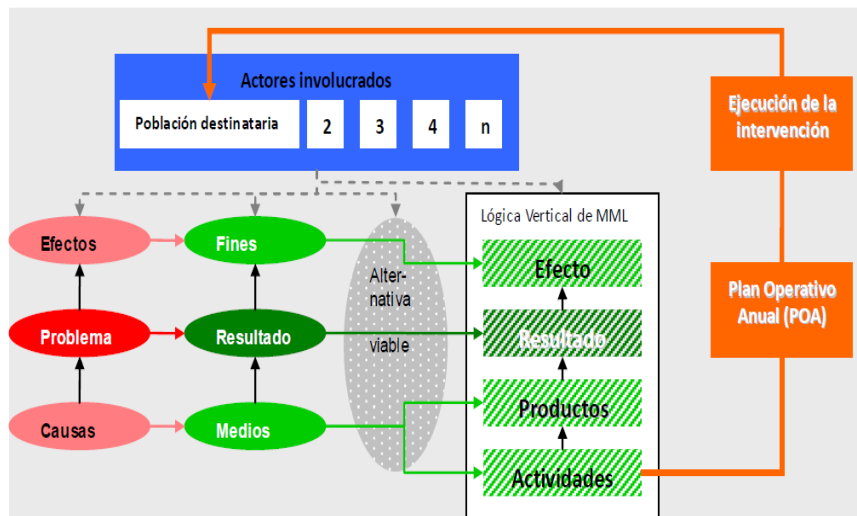 Actores involucrados
Población destinataria
2
3
4
n
Ejecución de la
intervención
Lógica Vertical de MML
Efectos
Fines
Alter-
nativa
viable
Efecto
Plan Operativo
Anual (POA)
Problema
Resultado
Resultado
Productos
Causas
Medios
Actividades